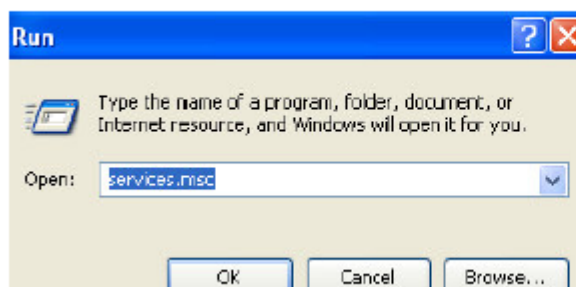 Run
Type the name of a program, folder, document, or
Internet resource, and Windows will open it for you.
Open: services.msc
OK Cancel Browse...